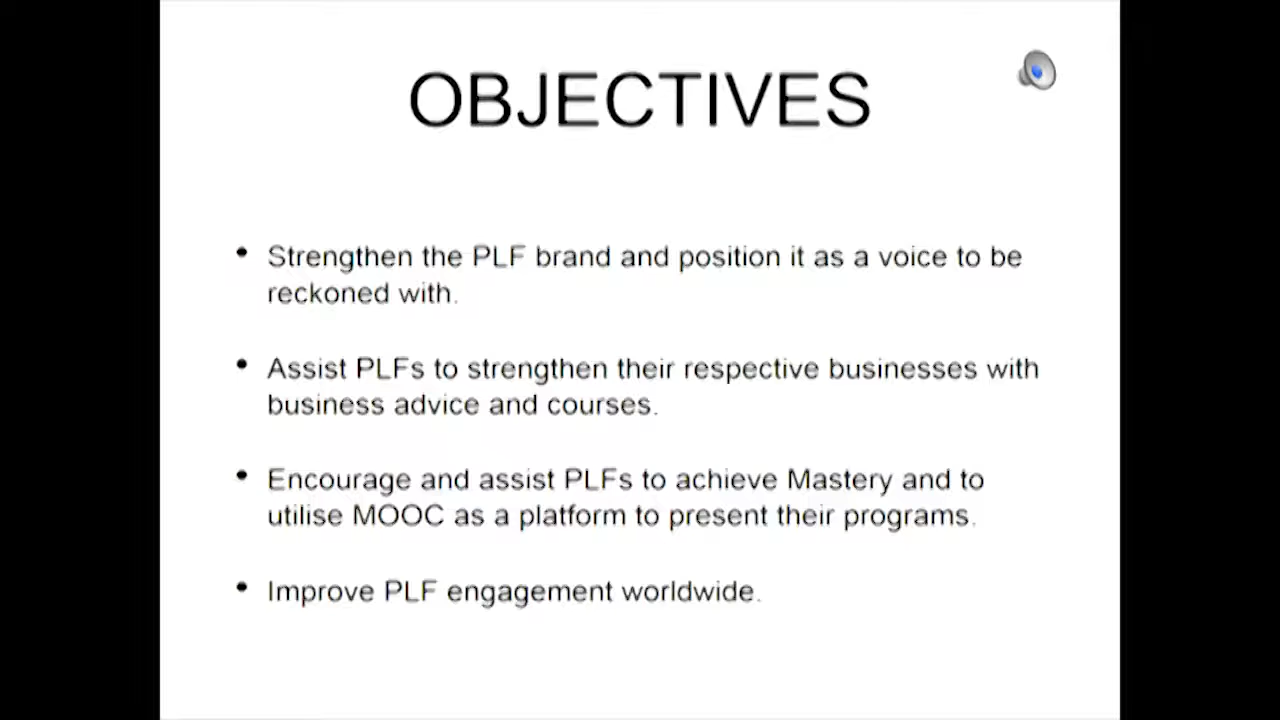 OBJECTIVES
• Strengthen the PLF brand and position it as a voice to be
reckoned with.
• Assist PLFs to strengthen their respective businesses with
business advice and courses.
• Encourage and assist PLFs to achieve Mastery and to
utilise MOOC as a platform to present their programs.
• Improve PLF engagement worldwide.